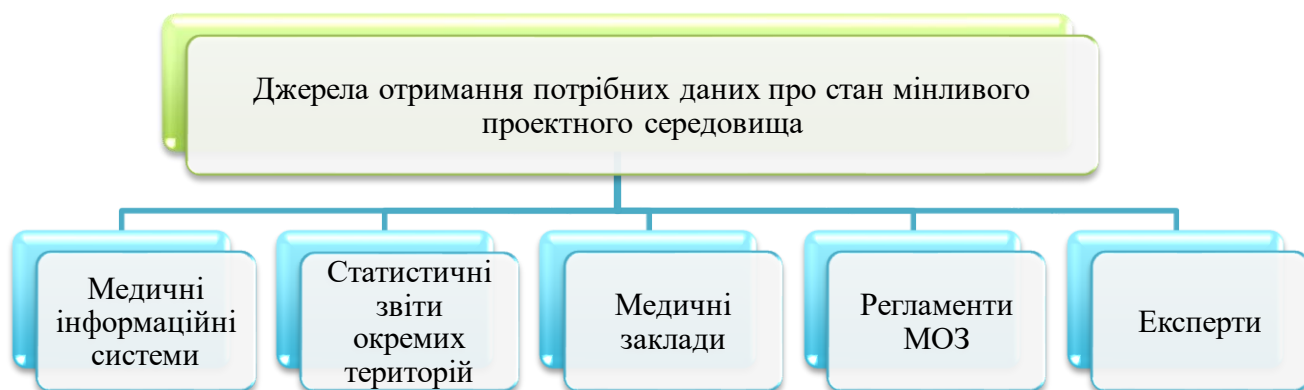 Джерела отримання потрібних даних про стан мінливого
проектного середовища
Медичні
інформаційні
системи
Статистичні
звіти
окремих
територій
Медичні
заклади
Регламенти
МОЗ
Експерти